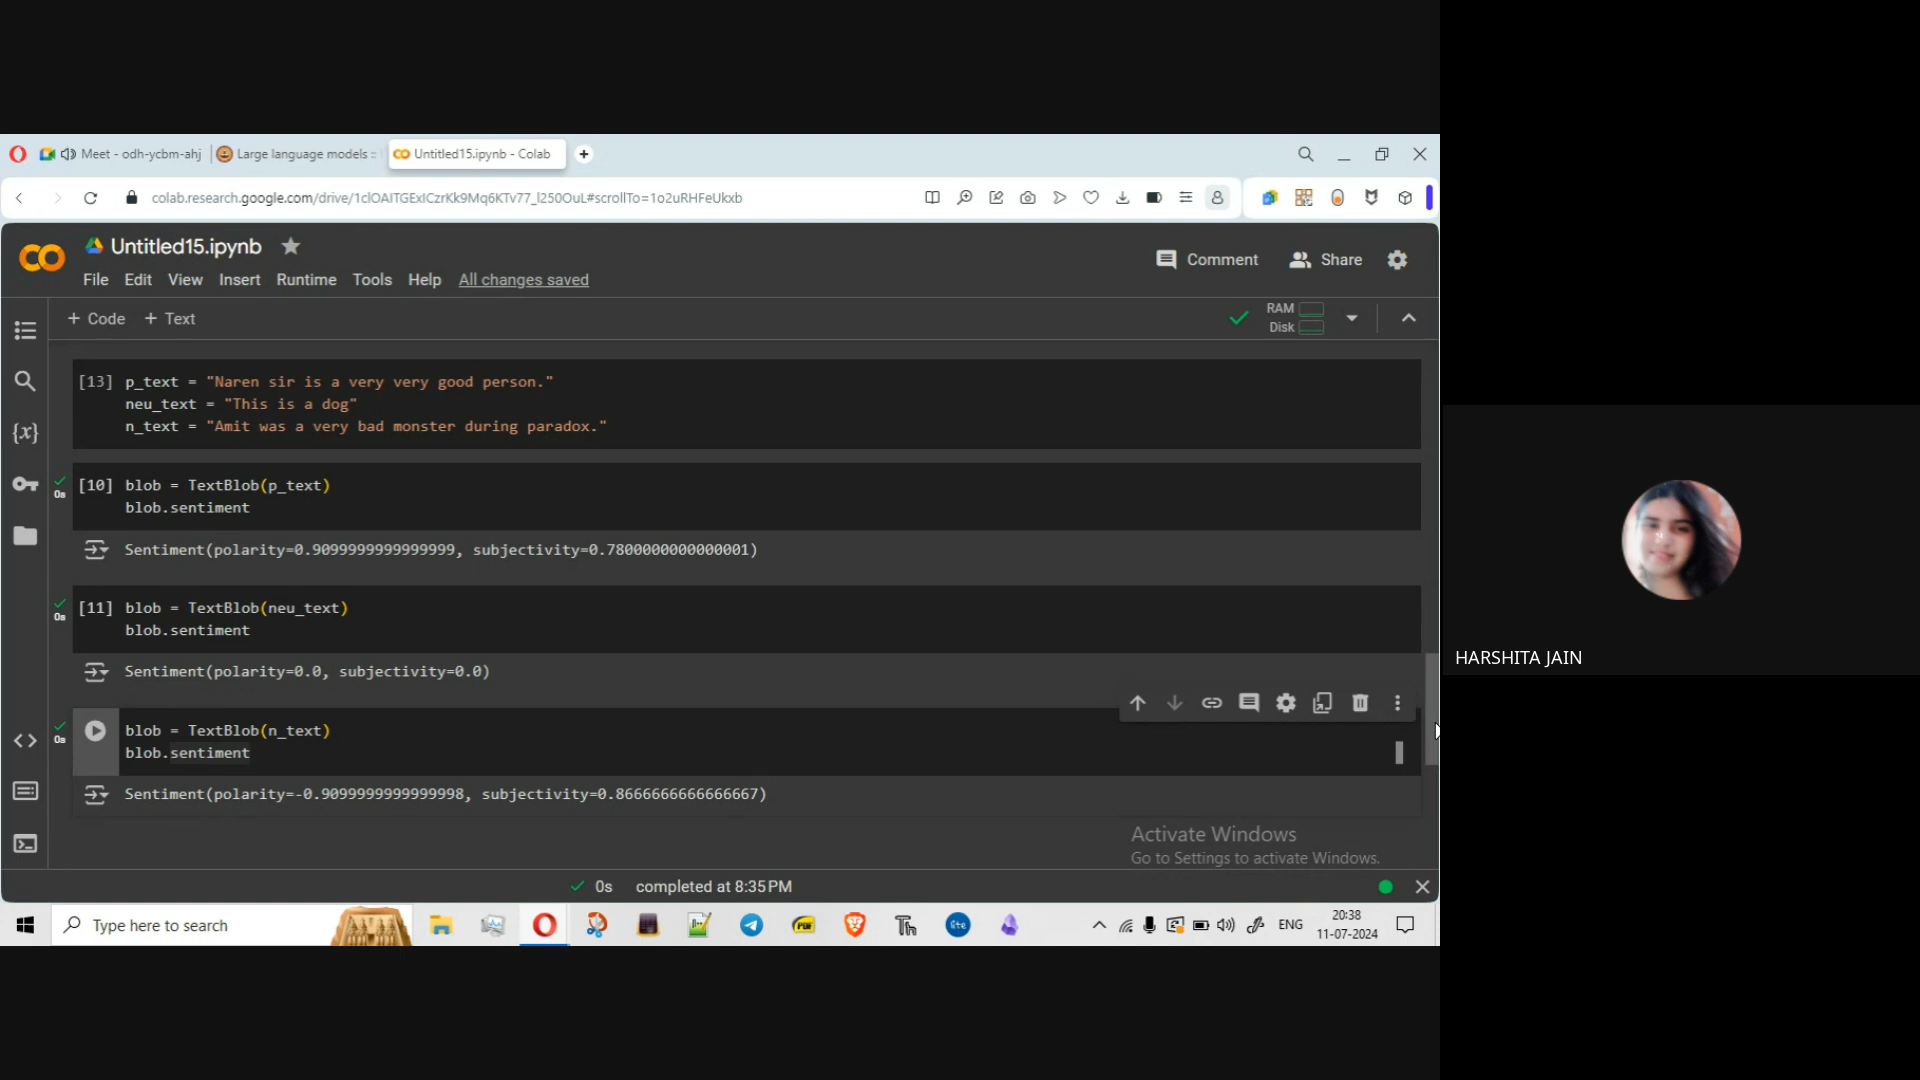 Meet - odh-ycbm-ahj
Large language models ::
Untitled15.ipynb - Colab
colab.research.google.com/drive/1clOAITGExICzrKk9Mq6KTv77_l250OuL#scrollTo=1o2uRHFeUkxb
Untitled15.ipynb
Comment
Share
File Edit View Insert Runtime Tools Help All changes saved
+ Code + Text
RAM
Disk
[13] p_text = "Naren sir is a very very good person."
neu_text = "This is a dog"
n_text = "Amit was a very bad monster during paradox."
0s
[10] blob = TextBlob(p_text)
blob.sentiment
Sentiment(polarity=0.9099999999999999, subjectivity=0.7800000000000001)
0s
[11] blob = TextBlob(neu_text)
blob.sentiment
Sentiment(polarity=0.0, subjectivity=0.0)
0s
blob = TextBlob(n_text)
blob.sentiment
Sentiment(polarity=-0.9099999999999998, subjectivity=0.8666666666666667)
Activate Windows
Go to Settings to activate Windows.
0s completed at 8:35 PM
Type here to search
ENG
20:38
11-07-2024
HARSHITA JAIN